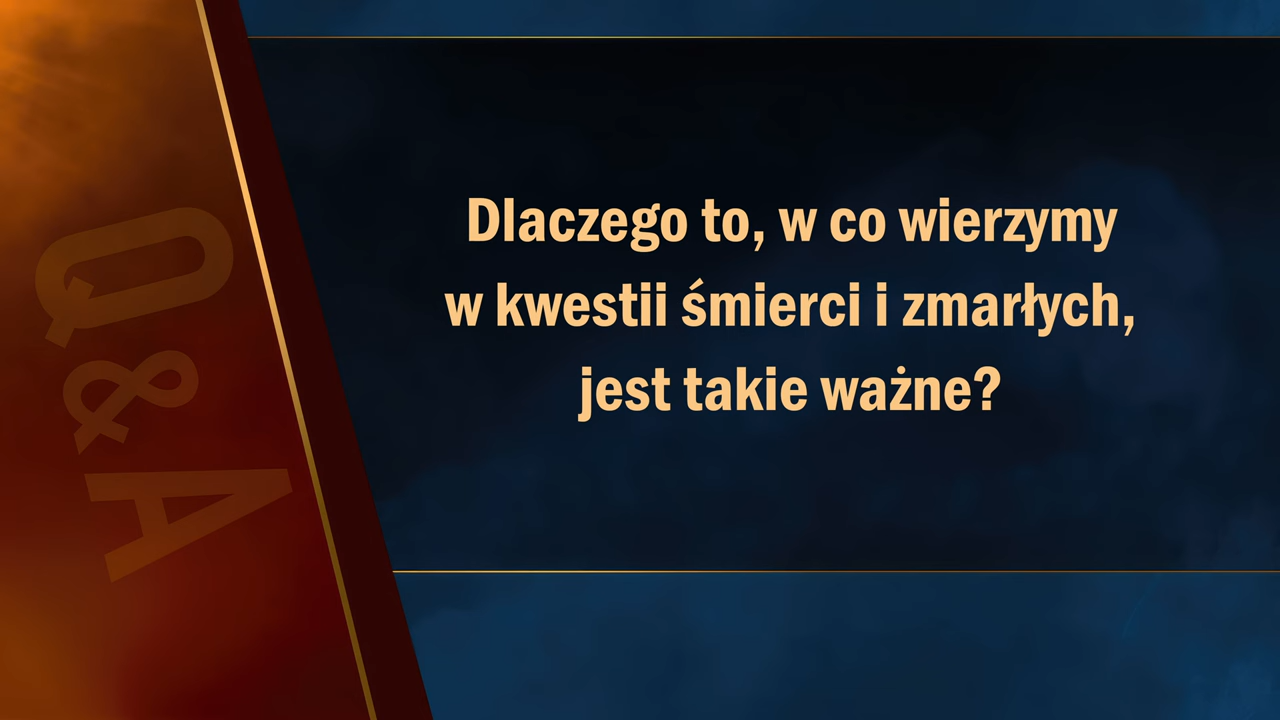 Q&A
Dlaczego to, w co wierzymy
w kwestii śmierci i zmarłych,
jest takie ważne?